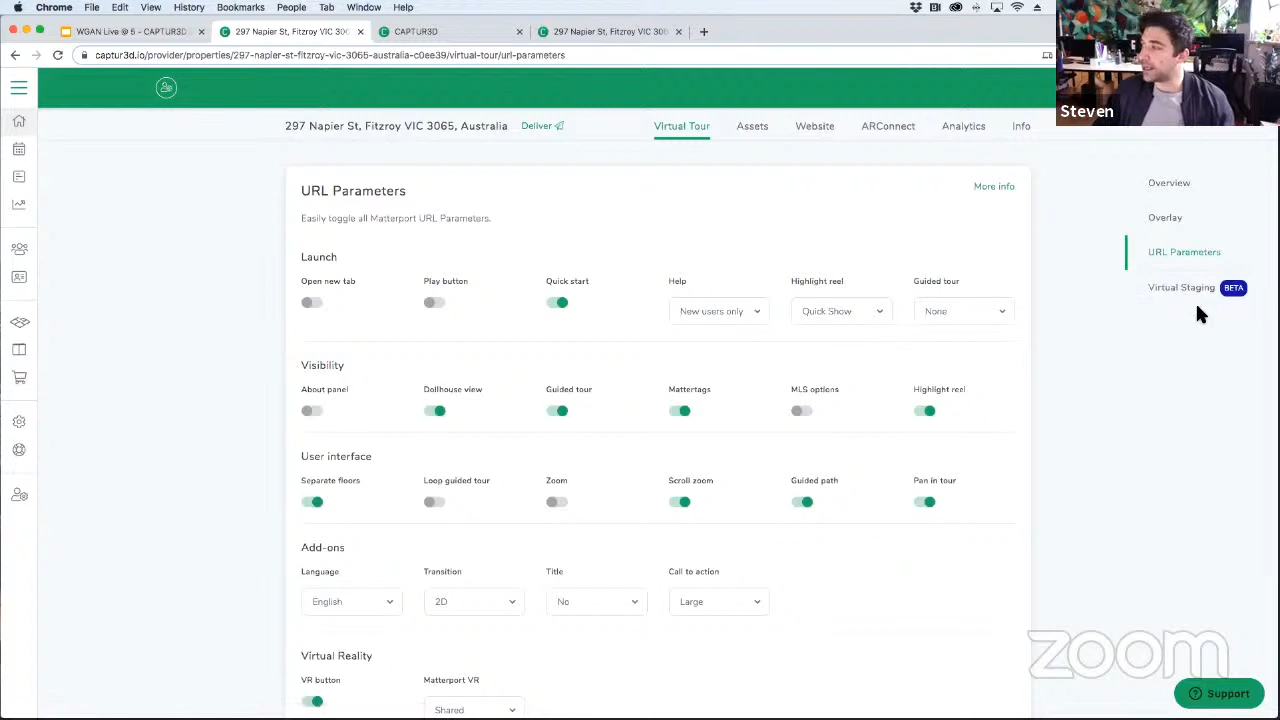 Chrome File Edit View History Bookmarks People Tab Window Help
WGAN Live @ 5 - CAPTUR3D
297 Napier St, Fitzroy VIC 3065
CAPTUR3D
297 Napier St, Fitzroy VIC 306
captur3d.io/provider/properties/297-napier-st-fitzroy-vic-3065-australia-c0ee39/virtual-tour/url-parameters
Steven
297 Napier St, Fitzroy VIC 3065, Australia Deliver
Virtual Tour Assets Website ARConnect Analytics Info
URL Parameters More info
Easily toggle all Matterport URL Parameters.
Overview
Overlay
URL Parameters
Virtual Staging BETA
Launch
Open new tab Play button Quick start Help Highlight reel Guided tour
New users only Quick Show None
Visibility
About panel Dollhouse view Guided tour Mattertags MLS options Highlight reel
User interface
Separate floors Loop guided tour Zoom Scroll zoom Guided path Pan in tour
Add-ons
Language Transition Title Call to action
English 2D No Large
Virtual Reality
VR button Matterport VR
Shared
zoom
Support